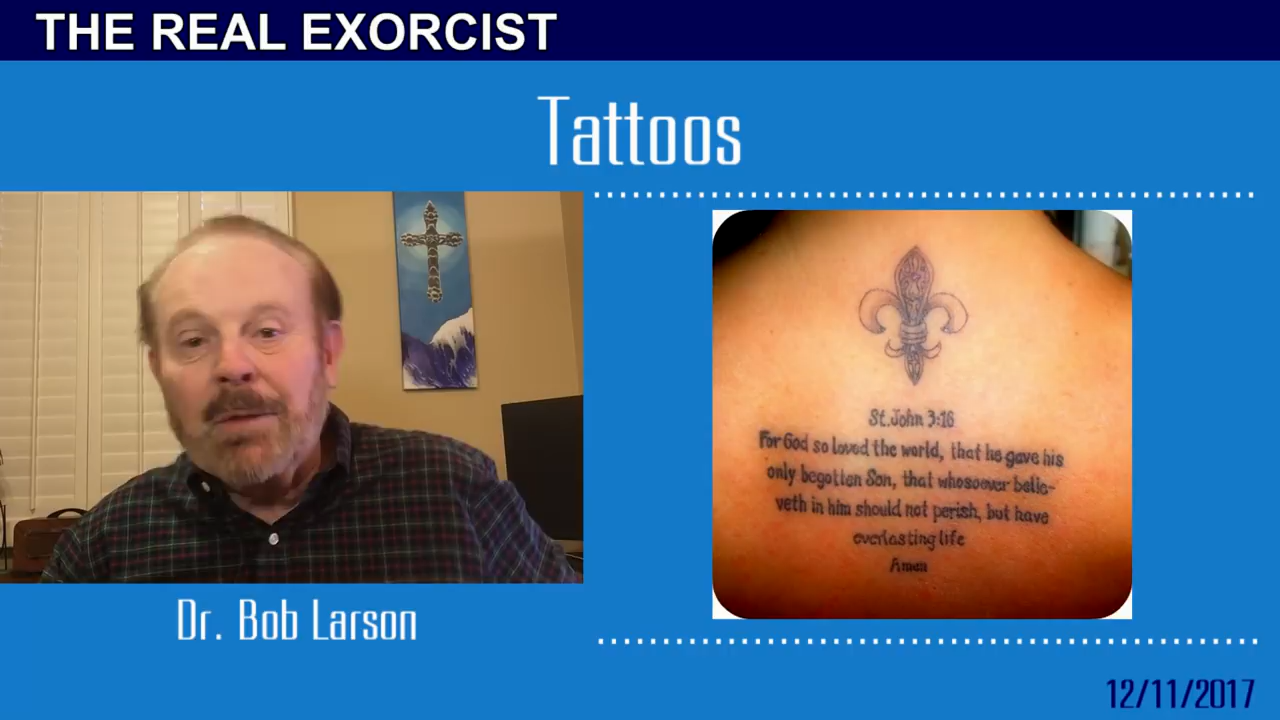 THE REAL EXORCIST
Tattoos
St. John 3:16
For God so loved the world, that he gave his
only begotten Son, that whosoever belie-
veth in him should not perish, but have
everlasting life
Amen
Dr. Bob Larson
12/11/2017